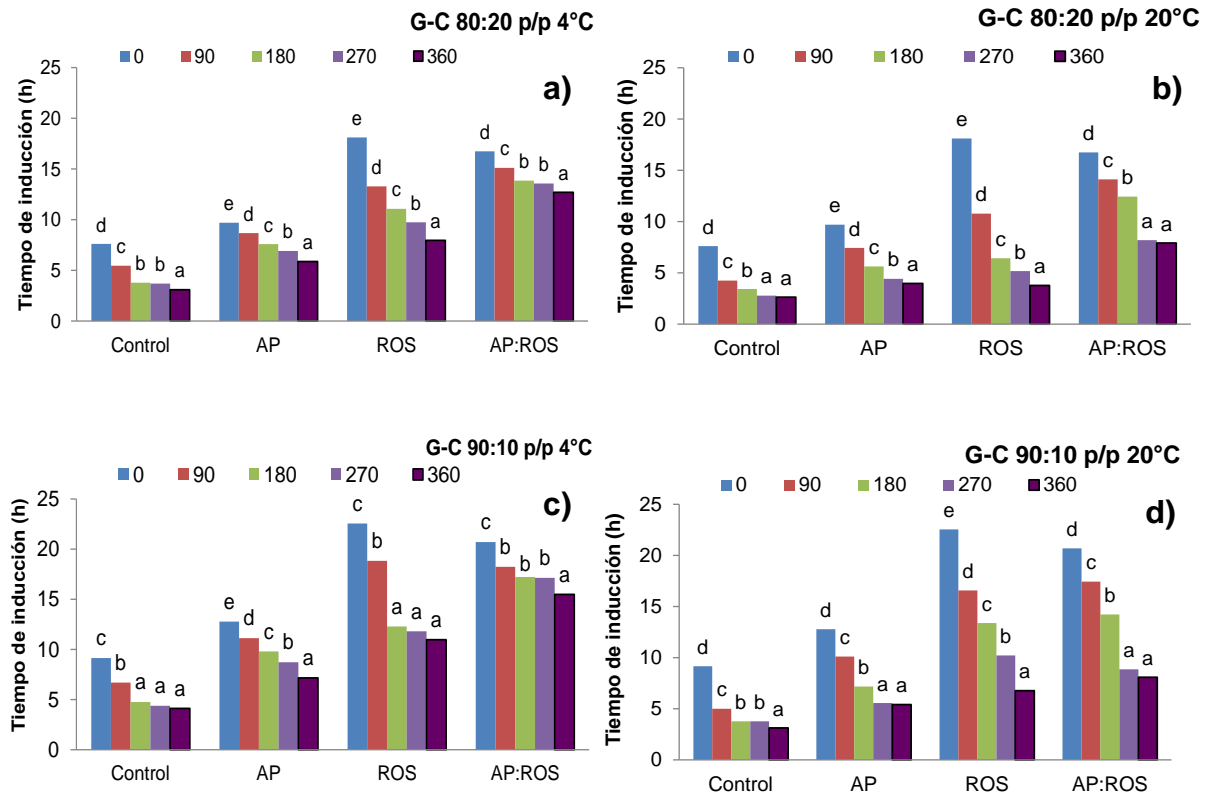 G-C 80:20 p/p 4°C
0 90 180 270 360
a)
Tiempo de inducción (h)
25
20
15
10
5
0
d c b b a
e d c b a
e d c b a
d c b b a
Control AP ROS AP:ROS
G-C 80:20 p/p 20°C
0 90 180 270 360
b)
Tiempo de inducción (h)
25
20
15
10
5
0
d c b a a
e d c b a
e d c b a
d c b a a
Control AP ROS AP:ROS
G-C 90:10 p/p 4°C
0 90 180 270 360
c)
Tiempo de inducción (h)
25
20
15
10
5
0
c b a a a
e d c b a
c b a a a
c b b b a
Control AP ROS AP:ROS
G-C 90:10 p/p 20°C
0 90 180 270 360
d)
Tiempo de inducción (h)
25
20
15
10
5
0
d c b b a
d c b a a
e d c b a
d c b a a
Control AP ROS AP:ROS